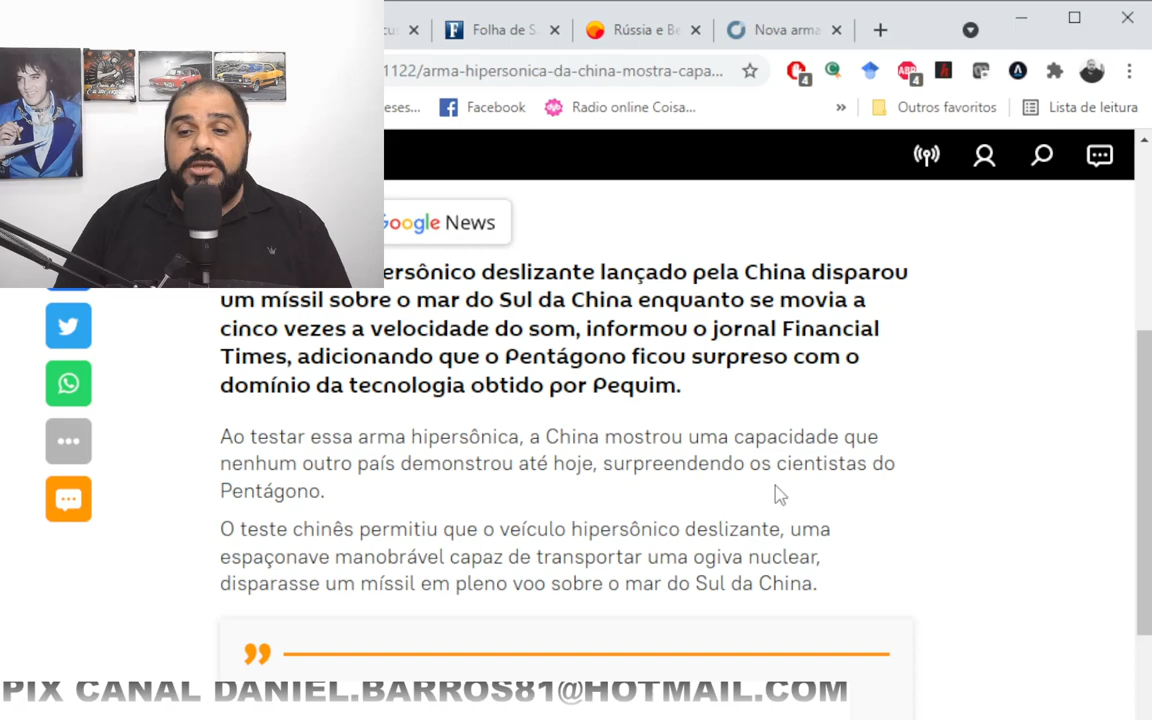 Folha de S
Rússia e Be
Nova arma
1122/arma-hipersonica-da-china-mostra-capa...
4
ABP
4
eses...
Facebook
Radio online Coisa...
»
Outros favoritos
Lista de leitura
Google News
ersônico deslizante lançado pela China disparou
um míssil sobre o mar do Sul da China enquanto se movia a
cinco vezes a velocidade do som, informou o jornal Financial
Times, adicionando que o Pentágono ficou surpreso com o
domínio da tecnologia obtido por Pequim.
Ao testar essa arma hipersônica, a China mostrou uma capacidade que
nenhum outro país demonstrou até hoje, surpreendendo os cientistas do
Pentágono.
O teste chinês permitiu que o veículo hipersônico deslizante, uma
espaçonave manobrável capaz de transportar uma ogiva nuclear,
disparasse um míssil em pleno voo sobre o mar do Sul da China.
PIX CANAL DANIEL.BARROS81@HOTMAIL.COM